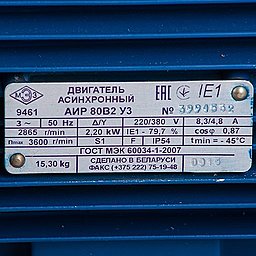 МЭЗ ДВИГАТЕЛЬ АСИНХРОННЫЙ EAC IE1
9461 АИР 80В2 У3 №
3 ~ 50 Hz Δ/Y 220/380 V 8,3/4,8 A
2865 r/min 2,20 kW IE1 - 79,7 % cosφ 0,87
nmax 3600 r/min S1 F IP54 tmin = - 45°C
ГОСТ МЭК 60034-1-2007
15,30 kg СДЕЛАНО В БЕЛАРУСИ
ФАКС (+375 222) 75-19-48